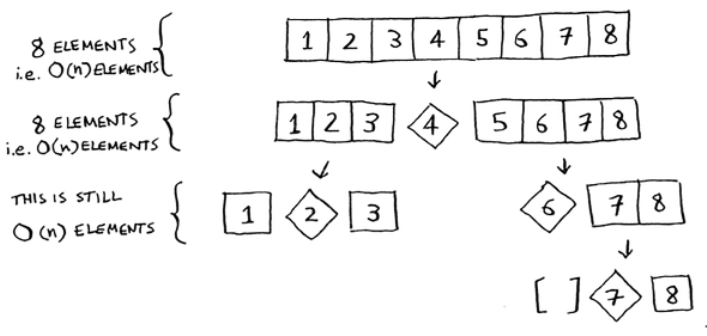 8 ELEMENTS
i.e. O(n) ELEMENTS
1 2 3 4 5 6 7 8
8 ELEMENTS
i.e. O(n) ELEMENTS
1 2 3 4 5 6 7 8
THIS IS STILL
O(n) ELEMENTS
1 2 3 6 7 8
[ ] 7 8